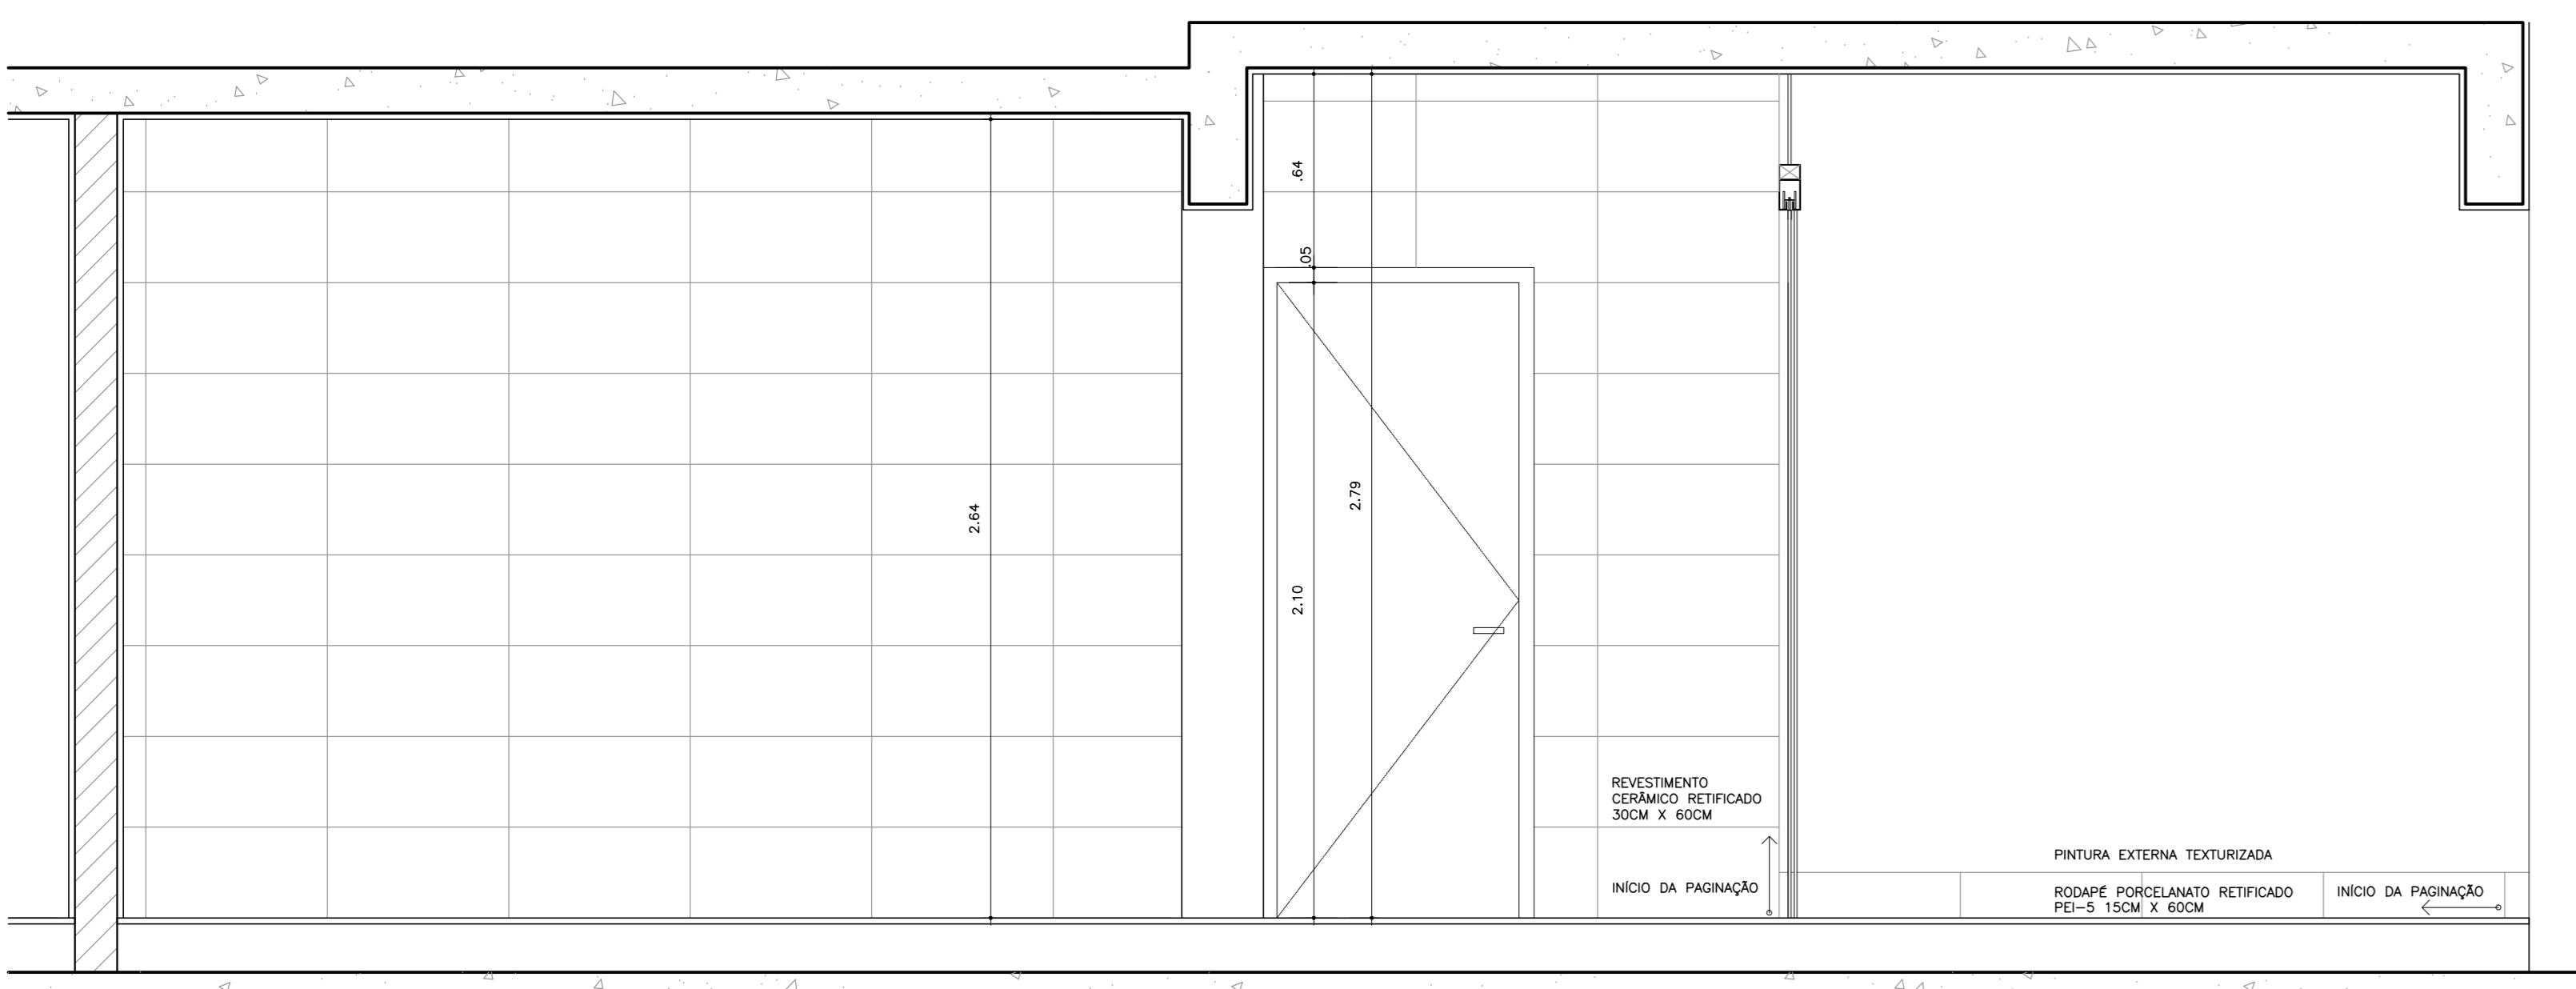 .64
.05
2.79
2.64
2.10
REVESTIMENTO
CERÂMICO RETIFICADO
30CM X 60CM
INÍCIO DA PAGINAÇÃO
PINTURA EXTERNA TEXTURIZADA
RODAPÉ PORCELANATO RETIFICADO
PEI-5 15CM X 60CM
INÍCIO DA PAGINAÇÃO